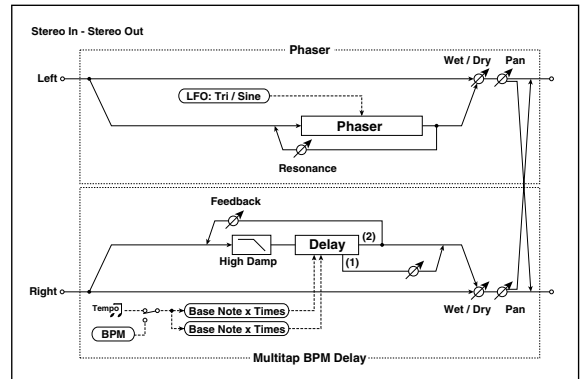 Stereo In - Stereo Out
Phaser
Wet / Dry Pan
Left
LFO: Tri / Sine
Phaser
Resonance
Feedback
Delay
(2)
(1)
High Damp
Right
Tempo
Base Note x Times
BPM
Base Note x Times
Wet / Dry Pan
Multitap BPM Delay